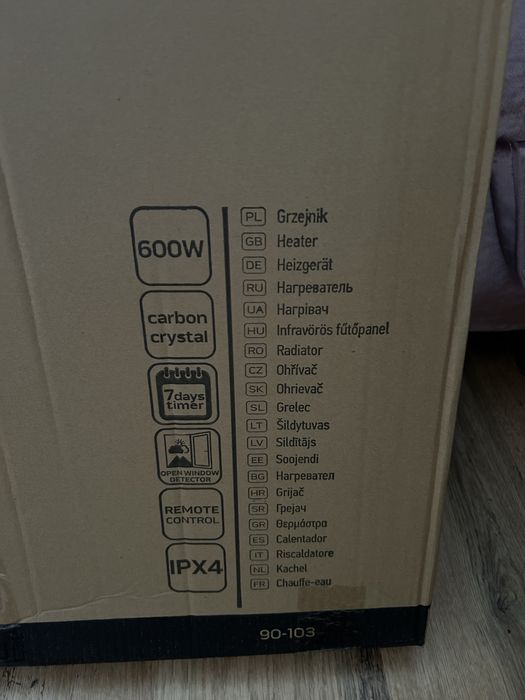 600W
carbon
crystal
7days
timer
OPEN WINDOW
DETECTOR
REMOTE
CONTROL
IPX4
PL Grzejnik
GB Heater
DE Heizgerät
RU Нагреватель
UA Нагрівач
HU Infravörös fűtőpanel
RO Radiator
CZ Ohřívač
SK Ohrievač
SL Grelec
LT Šildytuvas
LV Sildītājs
EE Soojendi
BG Нагревател
HR Grijač
SR Грејач
GR Θερμάστρα
ES Calentador
IT Riscaldatore
NL Kachel
FR Chauffe-eau
90-103